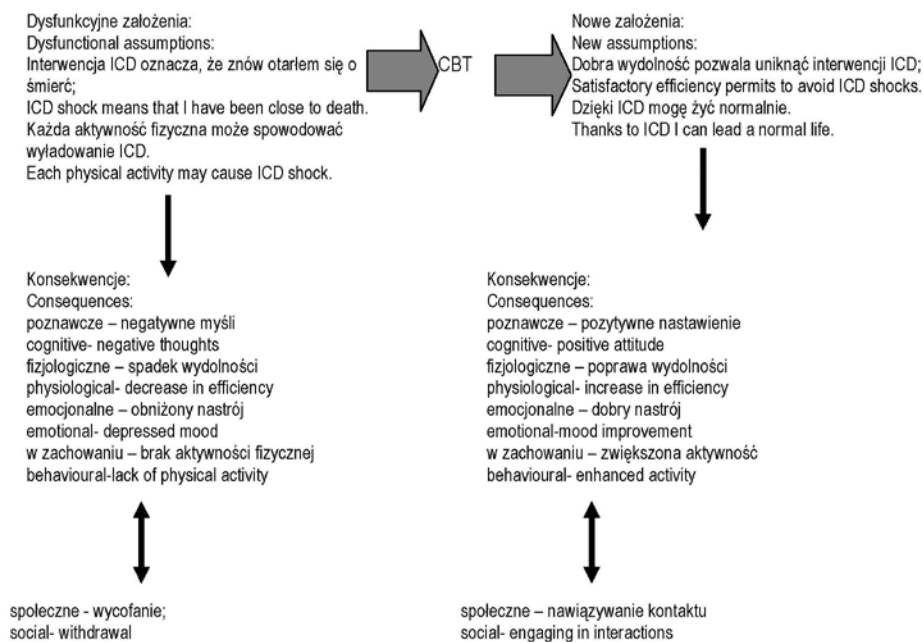 Dysfunkcyjne założenia:
Dysfunctional assumptions:
Interwencja ICD oznacza, że znów otarłem się o
śmierć;
ICD shock means that I have been close to death.
Każda aktywność fizyczna może spowodować
wyładowanie ICD.
Each physical activity may cause ICD shock.
CBT
Nowe założenia:
New assumptions:
Dobra wydolność pozwala uniknąć interwencji ICD;
Satisfactory efficiency permits to avoid ICD shocks.
Dzięki ICD mogę żyć normalnie.
Thanks to ICD I can lead a normal life.
Konsekwencje:
Consequences:
poznawcze – negatywne myśli
cognitive- negative thoughts
fizjologiczne – spadek wydolności
physiological- decrease in efficiency
emocjonalne – obniżony nastrój
emotional- depressed mood
w zachowaniu – brak aktywności fizycznej
behavioural-lack of physical activity
Konsekwencje:
Consequences:
poznawcze – pozytywne nastawienie
cognitive- positive attitude
fizjologiczne – poprawa wydolności
physiological- increase in efficiency
emocjonalne – dobry nastrój
emotional-mood improvement
w zachowaniu – zwiększona aktywność
behavioural- enhanced activity
społeczne - wycofanie;
social- withdrawal
społeczne – nawiązywanie kontaktu
social- engaging in interactions